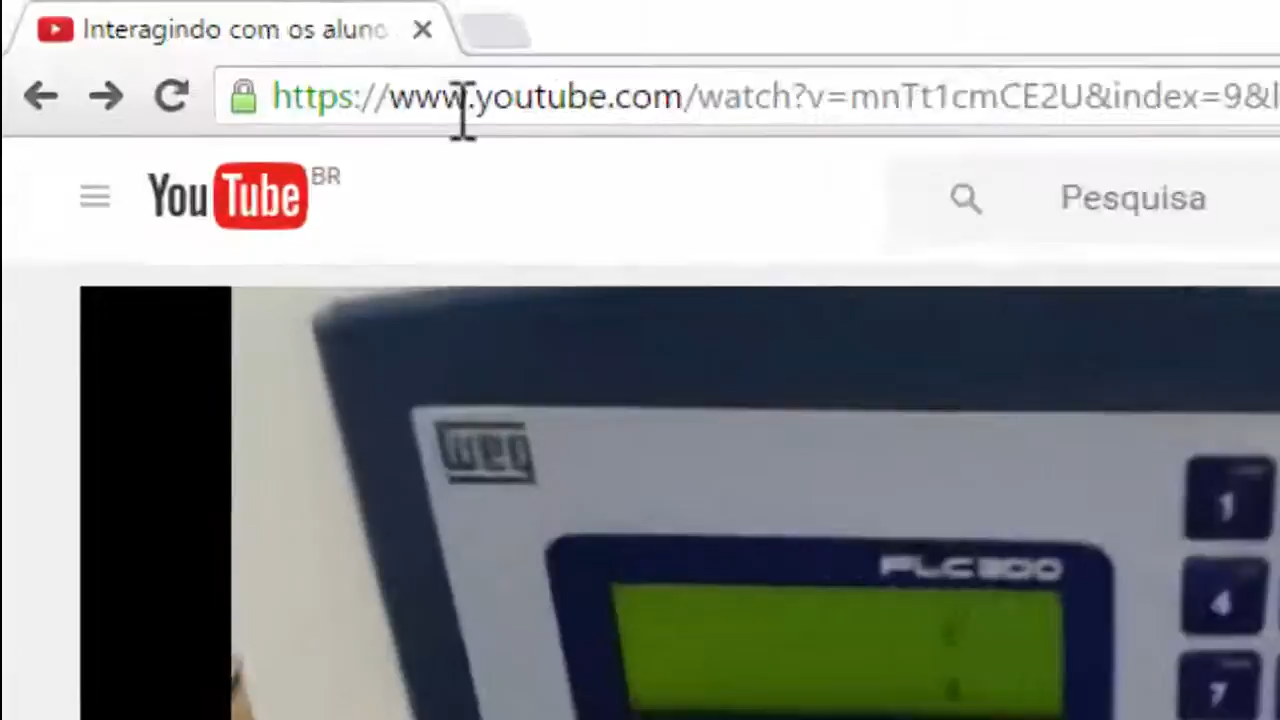 Interagindo com os aluno
https://www.youtube.com/watch?v=mnTt1cmCE2U&index=9&l
YouTube BR
Pesquisa
weg
PLC300
1
4
7